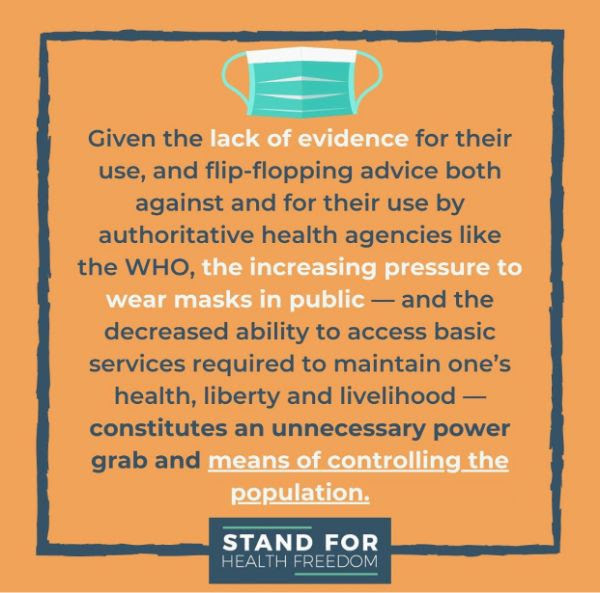 Given the lack of evidence for their
use, and flip-flopping advice both
against and for their use by
authoritative health agencies like
the WHO, the increasing pressure to
wear masks in public — and the
decreased ability to access basic
services required to maintain one's
health, liberty and livelihood —
constitutes an unnecessary power
grab and means of controlling the
population.
STAND FOR
HEALTH FREEDOM